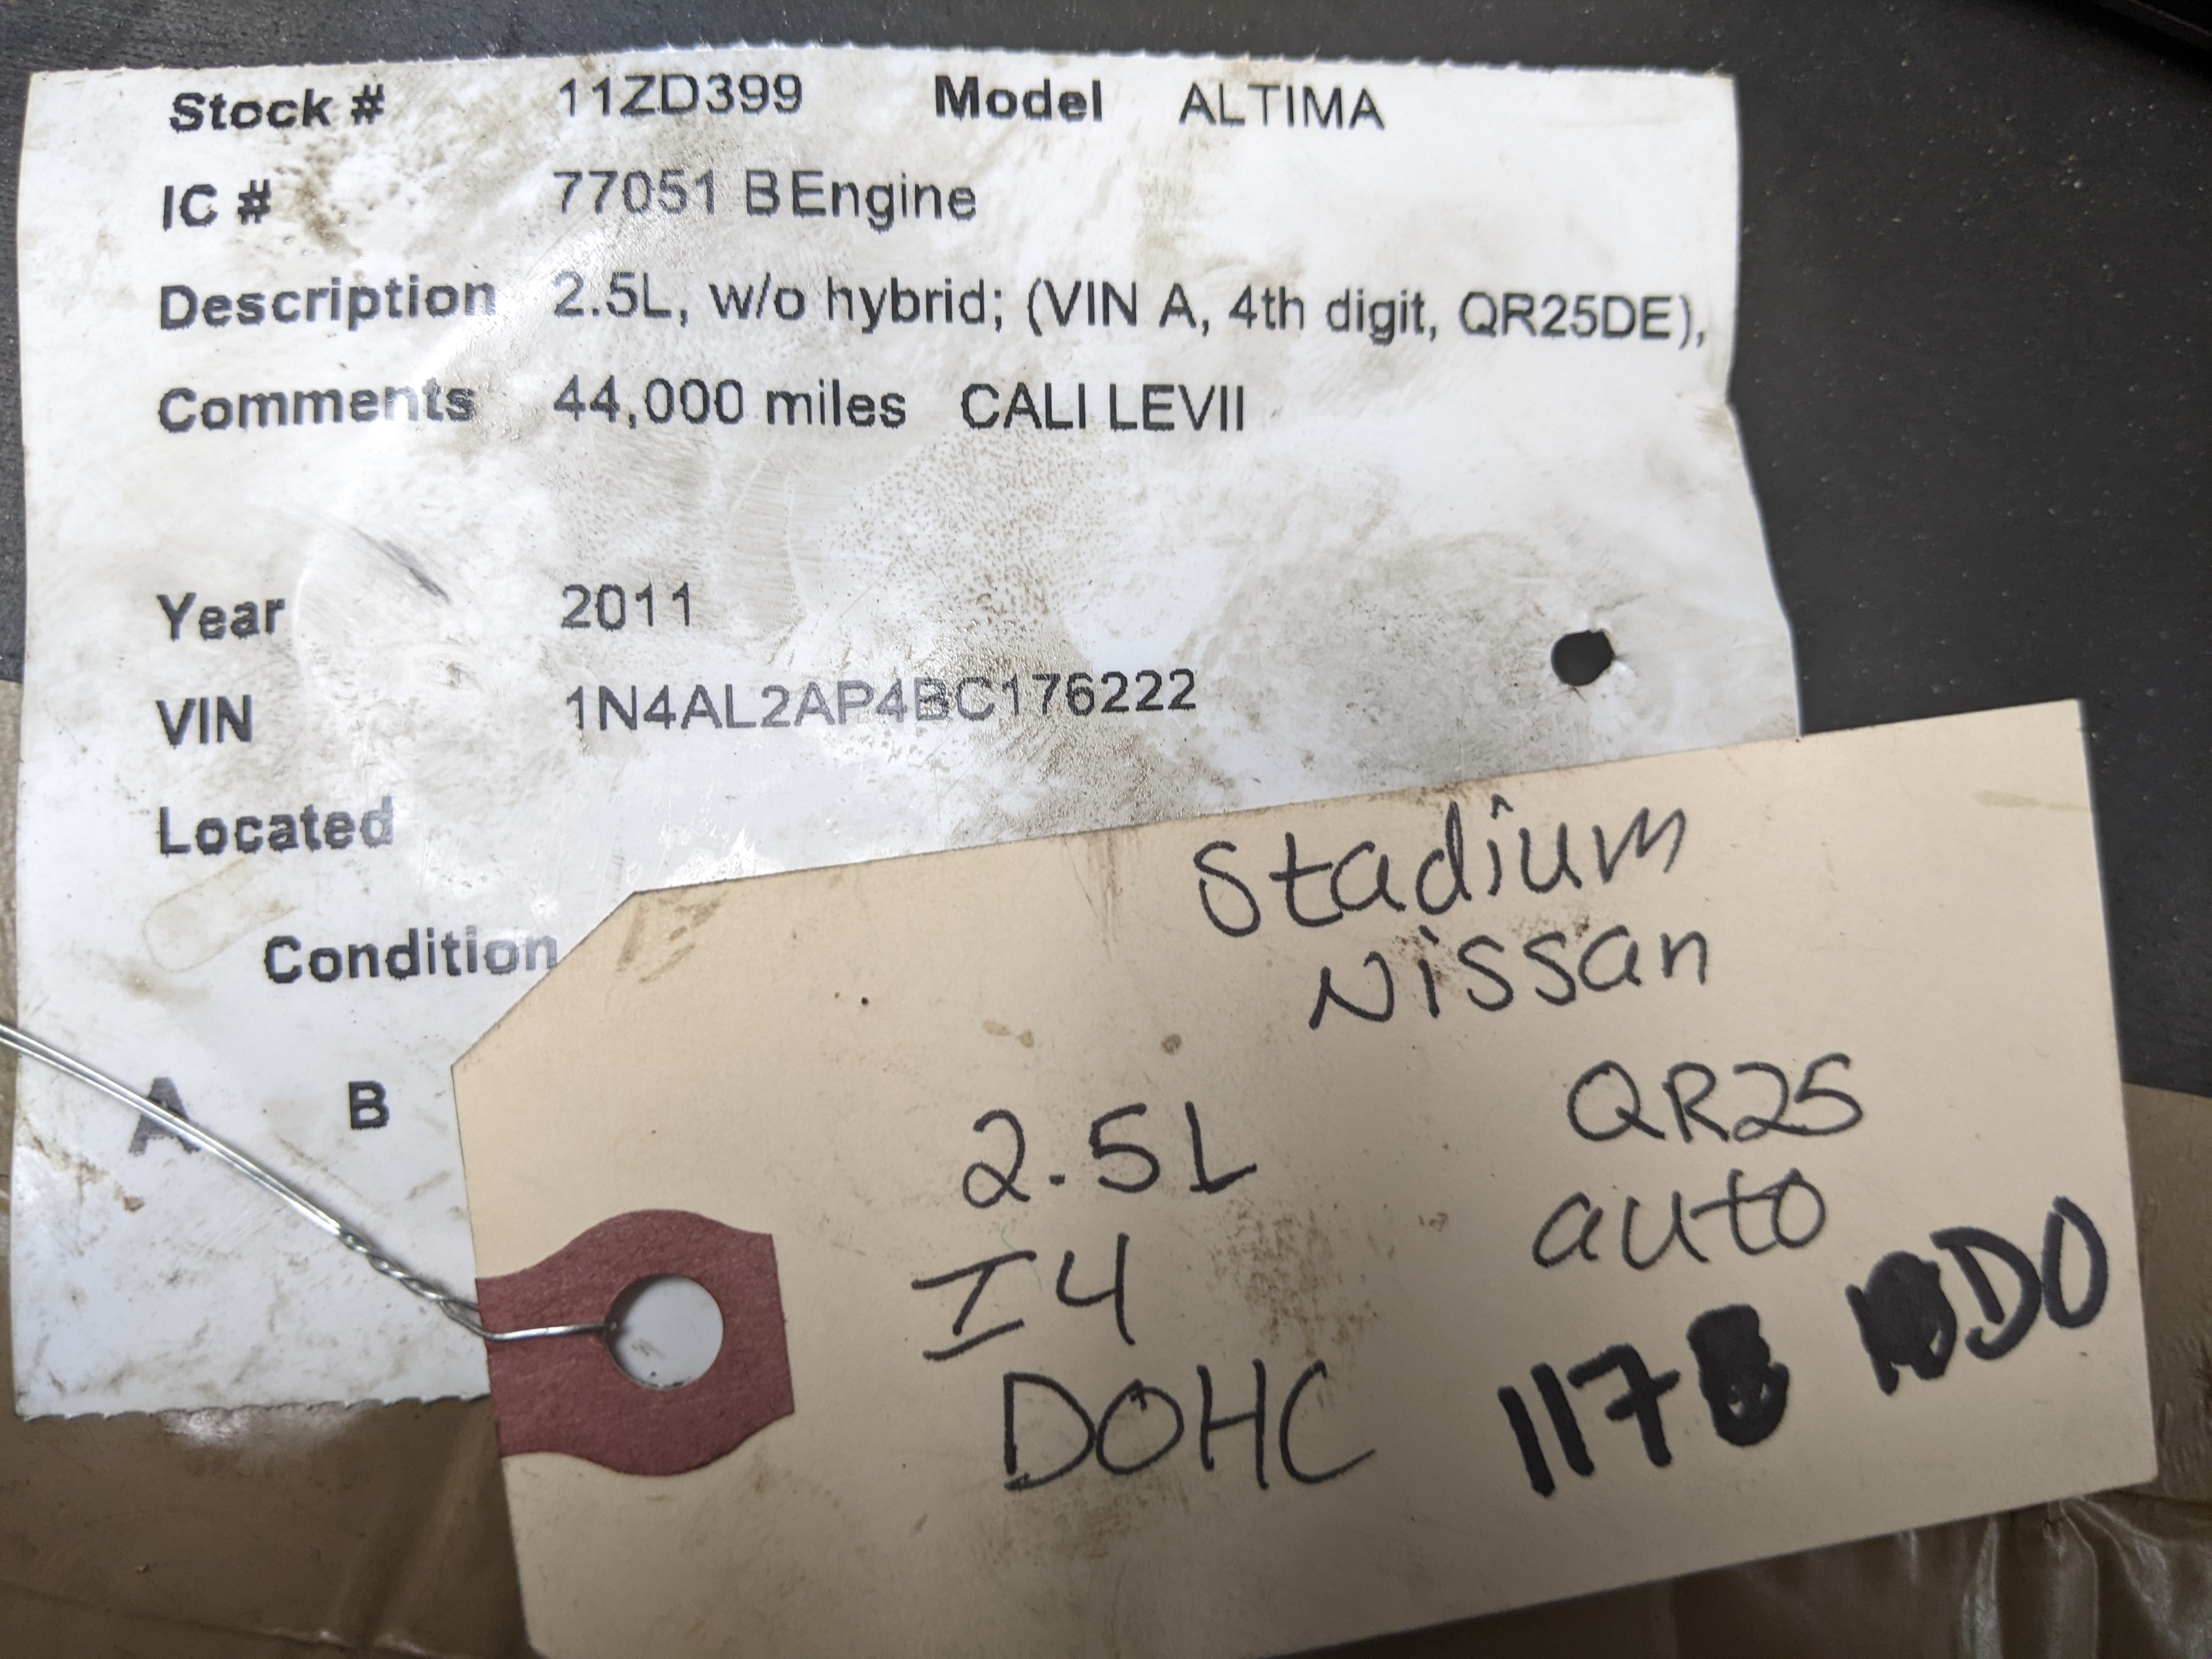 Stock # 11ZD399 Model ALTIMA
IC # 77051 B Engine
Description 2.5L, w/o hybrid; (VIN A, 4th digit, QR25DE),
Comments 44,000 miles CALI LEVII
Year 2011
VIN 1N4AL2AP4BC176222
Located
Condition
A B
Stadium
Nissan
2.5L QR25
I4 auto
DOHC